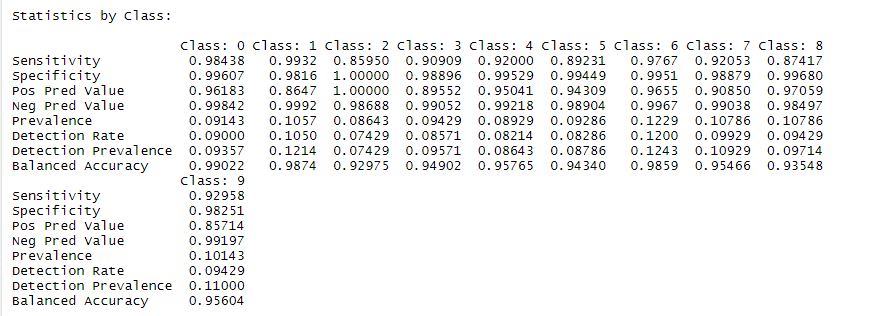 Statistics by Class:
Class: 0 Class: 1 Class: 2 Class: 3 Class: 4 Class: 5 Class: 6 Class: 7 Class: 8
Sensitivity 0.98438 0.9932 0.85950 0.90909 0.92000 0.89231 0.9767 0.92053 0.87417
Specificity 0.99607 0.9816 1.00000 0.98896 0.99529 0.99449 0.9951 0.98879 0.99680
Pos Pred Value 0.96183 0.8647 1.00000 0.89552 0.95041 0.94309 0.9655 0.90850 0.97059
Neg Pred Value 0.99842 0.9992 0.98688 0.99052 0.99218 0.98904 0.9967 0.99038 0.98497
Prevalence 0.09143 0.1057 0.08643 0.09429 0.08929 0.09286 0.1229 0.10786 0.10786
Detection Rate 0.09000 0.1050 0.07429 0.08571 0.08214 0.08286 0.1200 0.09929 0.09429
Detection Prevalence 0.09357 0.1214 0.07429 0.09571 0.08643 0.08786 0.1243 0.10929 0.09714
Balanced Accuracy 0.99022 0.9874 0.92975 0.94902 0.95765 0.94340 0.9859 0.95466 0.93548
Class: 9
Sensitivity 0.92958
Specificity 0.98251
Pos Pred Value 0.85714
Neg Pred Value 0.99197
Prevalence 0.10143
Detection Rate 0.09429
Detection Prevalence 0.11000
Balanced Accuracy 0.95604